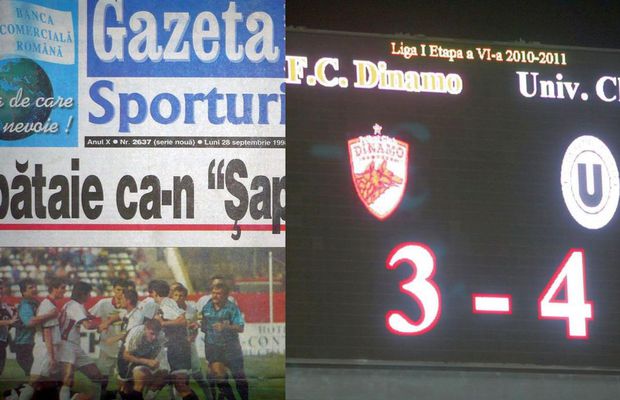 BANCA
COMERCIALĂ
ROMÂNĂ
de care
nevoie !
Gazeta
Sporturi
Anul X • Nr. 2637 (serie nouă) • Luni 28 septembrie 199
bătaie ca-n “Şap
Liga I Etapa a VI-a 2010-2011
F.C. Dinamo
Univ. Cl
DINAMO
U
3 - 4